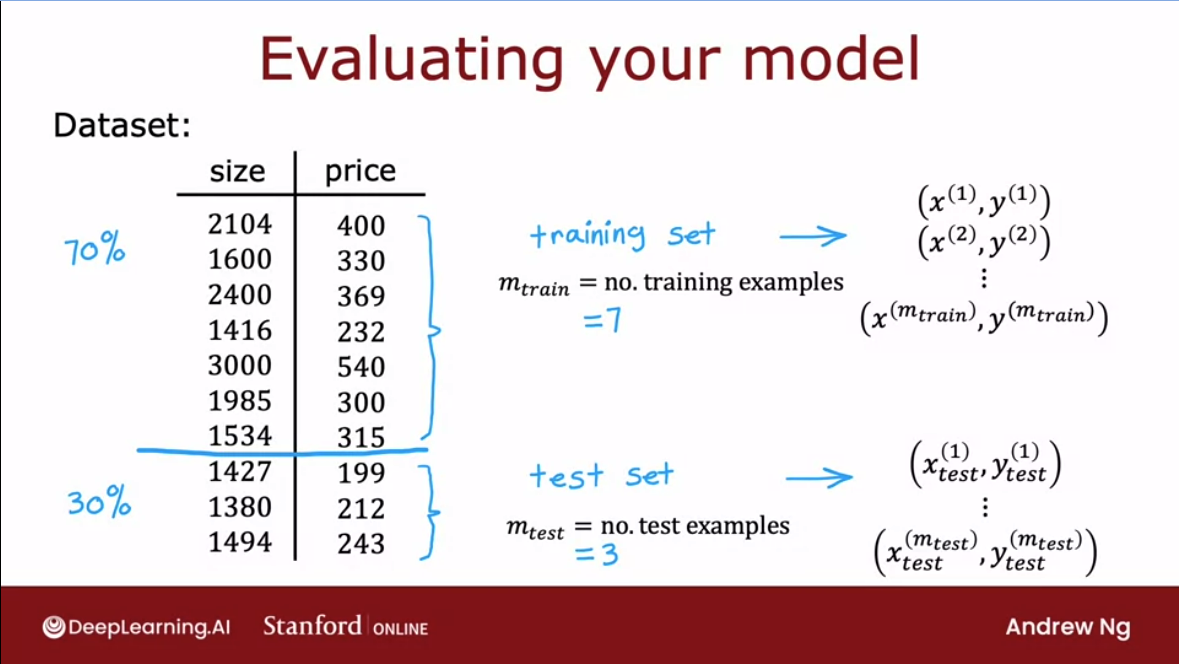 Evaluating your model
Dataset:
size price
2104 400
1600 330
2400 369
1416 232
3000 540
1985 300
1534 315
1427 199
1380 212
1494 243
70%
30%
training set →
m_train = no. training examples
=7
(x^(1), y^(1))
(x^(2), y^(2))
⋮
(x^(m_train), y^(m_train))
test set →
m_test = no. test examples
=3
(x_test^(1), y_test^(1))
⋮
(x_test^(m_test), y_test^(m_test))
DeepLearning.AI Stanford | ONLINE Andrew Ng